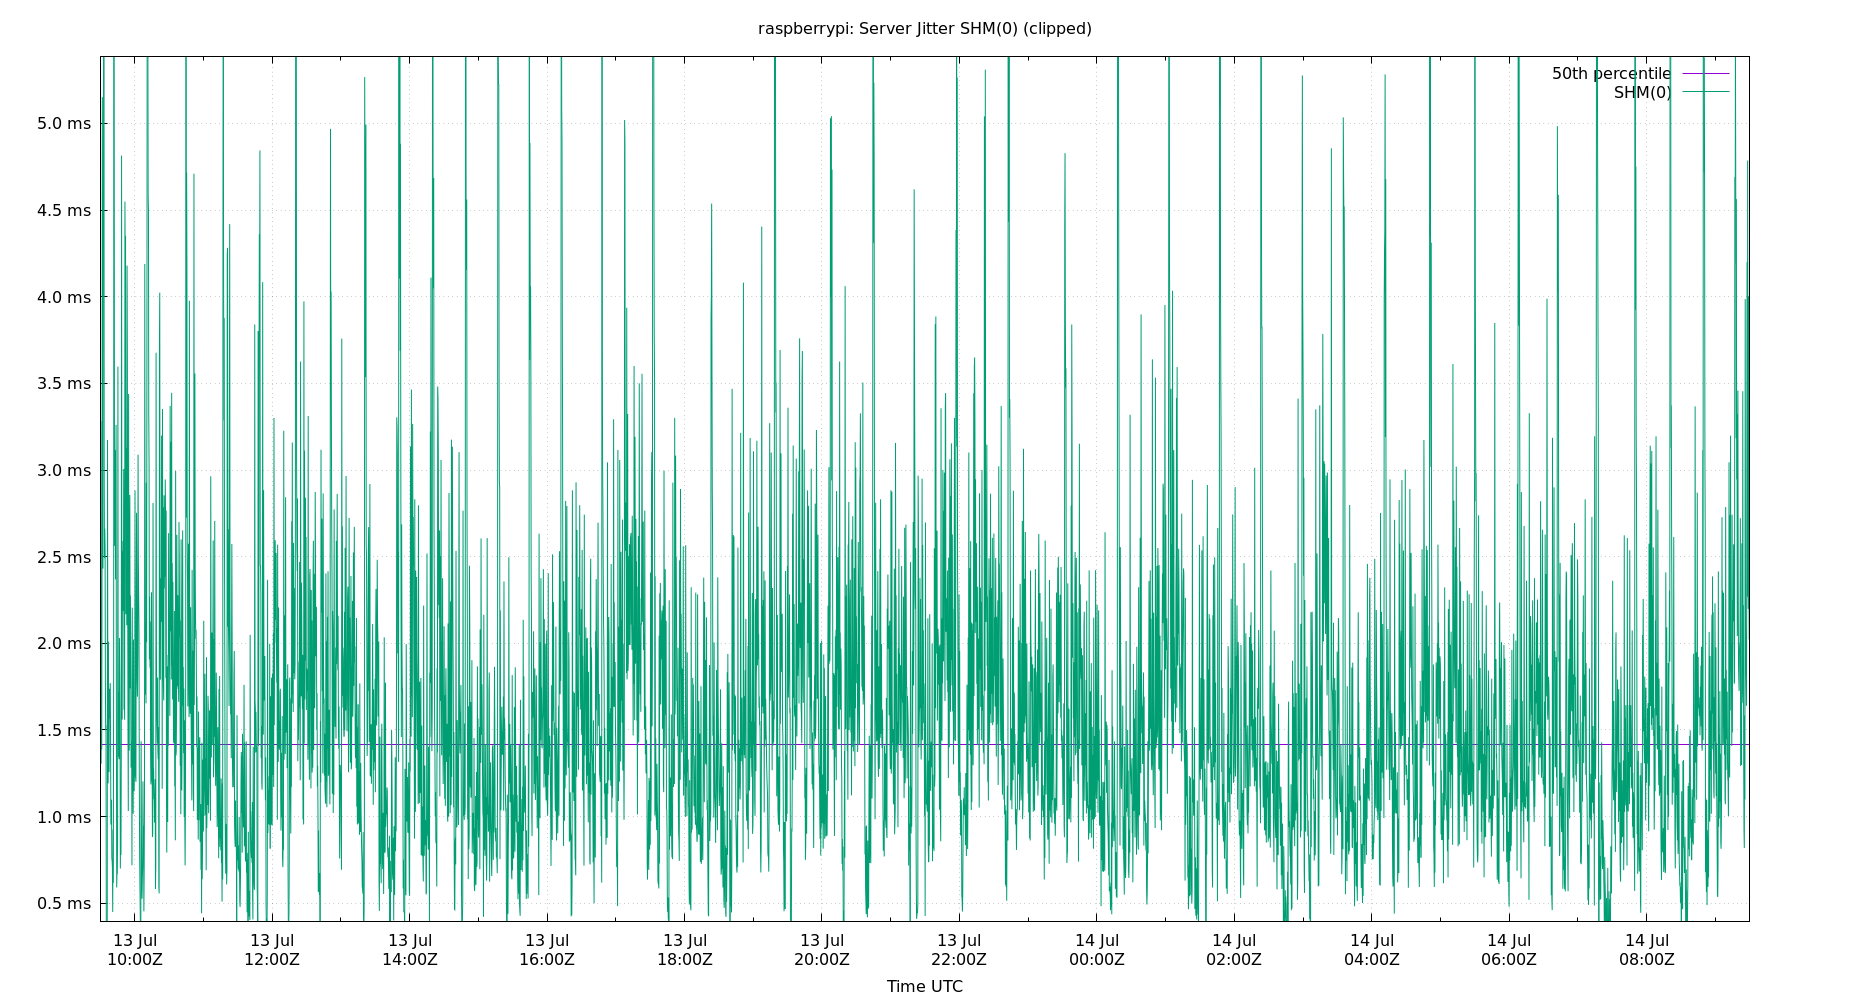 raspberrypi: Server Jitter SHM(0) (clipped)
50th percentile
SHM(0)
5.0 ms
4.5 ms
4.0 ms
3.5 ms
3.0 ms
2.5 ms
2.0 ms
1.5 ms
1.0 ms
0.5 ms
13 Jul 13 Jul 13 Jul 13 Jul 13 Jul 13 Jul 13 Jul 14 Jul 14 Jul 14 Jul 14 Jul 14 Jul
10:00Z 12:00Z 14:00Z 16:00Z 18:00Z 20:00Z 22:00Z 00:00Z 02:00Z 04:00Z 06:00Z 08:00Z
Time UTC